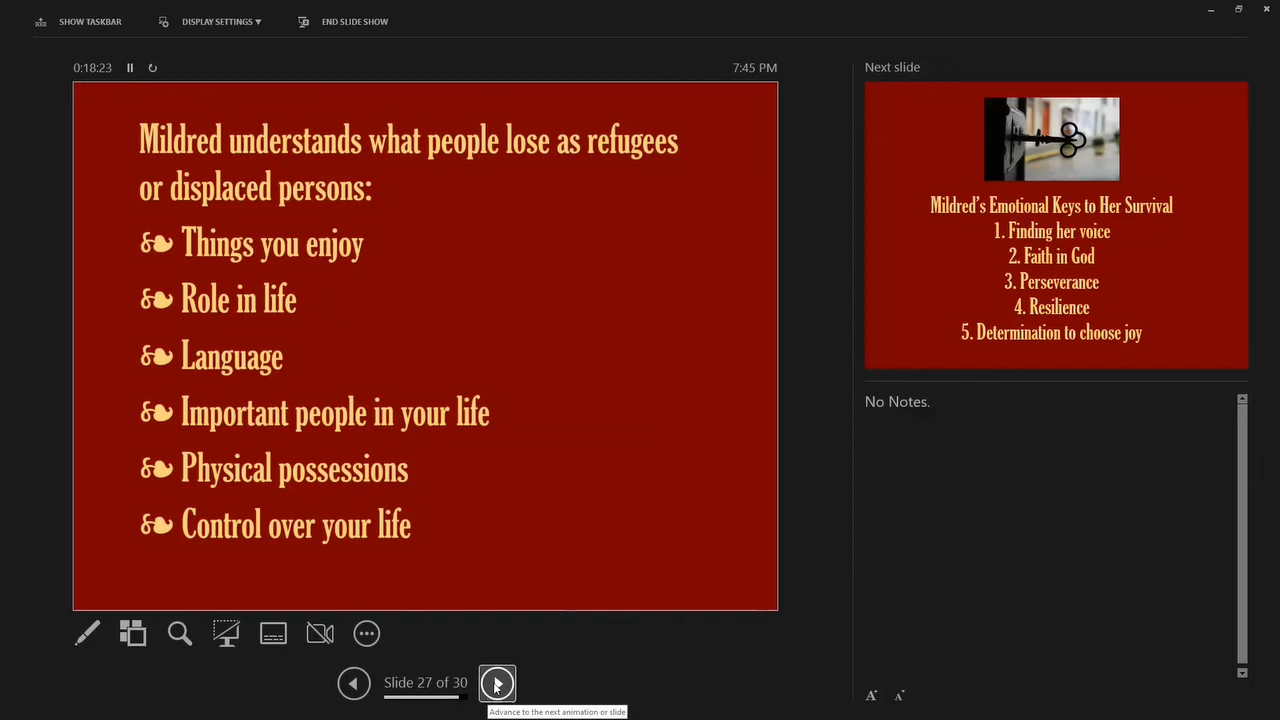 SHOW TASKBAR
DISPLAY SETTINGS ▼
END SLIDE SHOW
0:18:23
7:45 PM
Mildred understands what people lose as refugees
or displaced persons:
Things you enjoy
Role in life
Language
Important people in your life
Physical possessions
Control over your life
Slide 27 of 30
Advance to the next animation or slide
Next slide
Mildred's Emotional Keys to Her Survival
1. Finding her voice
2. Faith in God
3. Perseverance
4. Resilience
5. Determination to choose joy
No Notes.
A A